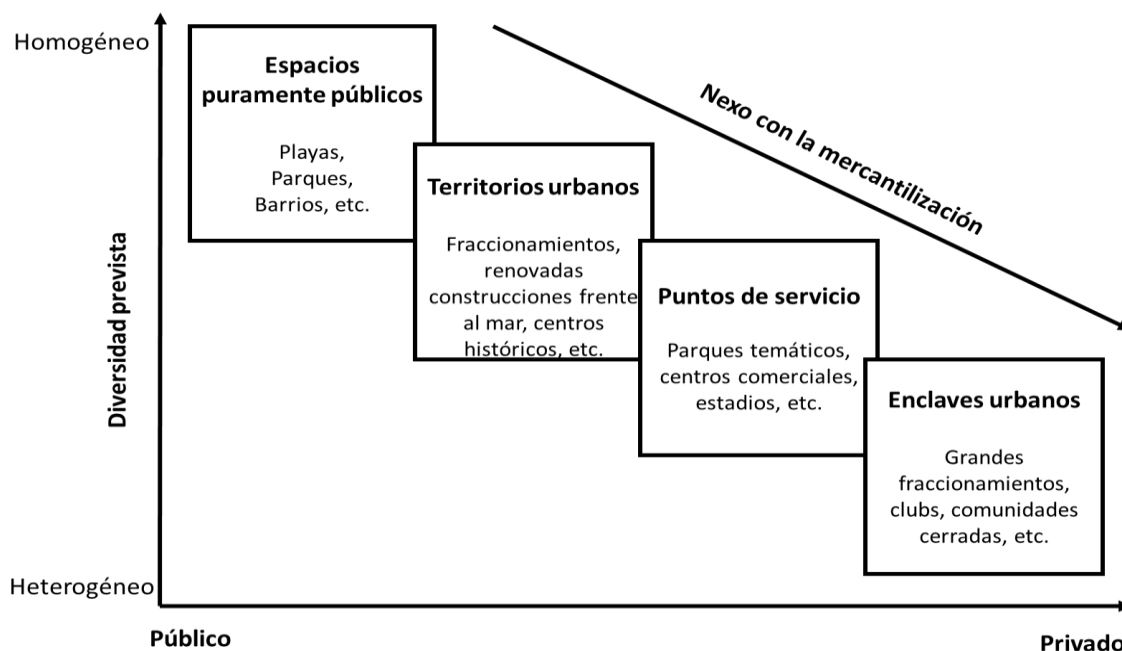 Homogéneo
Espacios
puramente públicos
Playas,
Parques,
Barrios, etc.
Nexo con la mercantilización
Territorios urbanos
Fraccionamientos,
renovadas
construcciones frente
al mar, centros
históricos, etc.
Puntos de servicio
Parques temáticos,
centros comerciales,
estadios, etc.
Enclaves urbanos
Grandes
fraccionamientos,
clubs, comunidades
cerradas, etc.
Diversidad prevista
Heterogéneo
Público
Privado